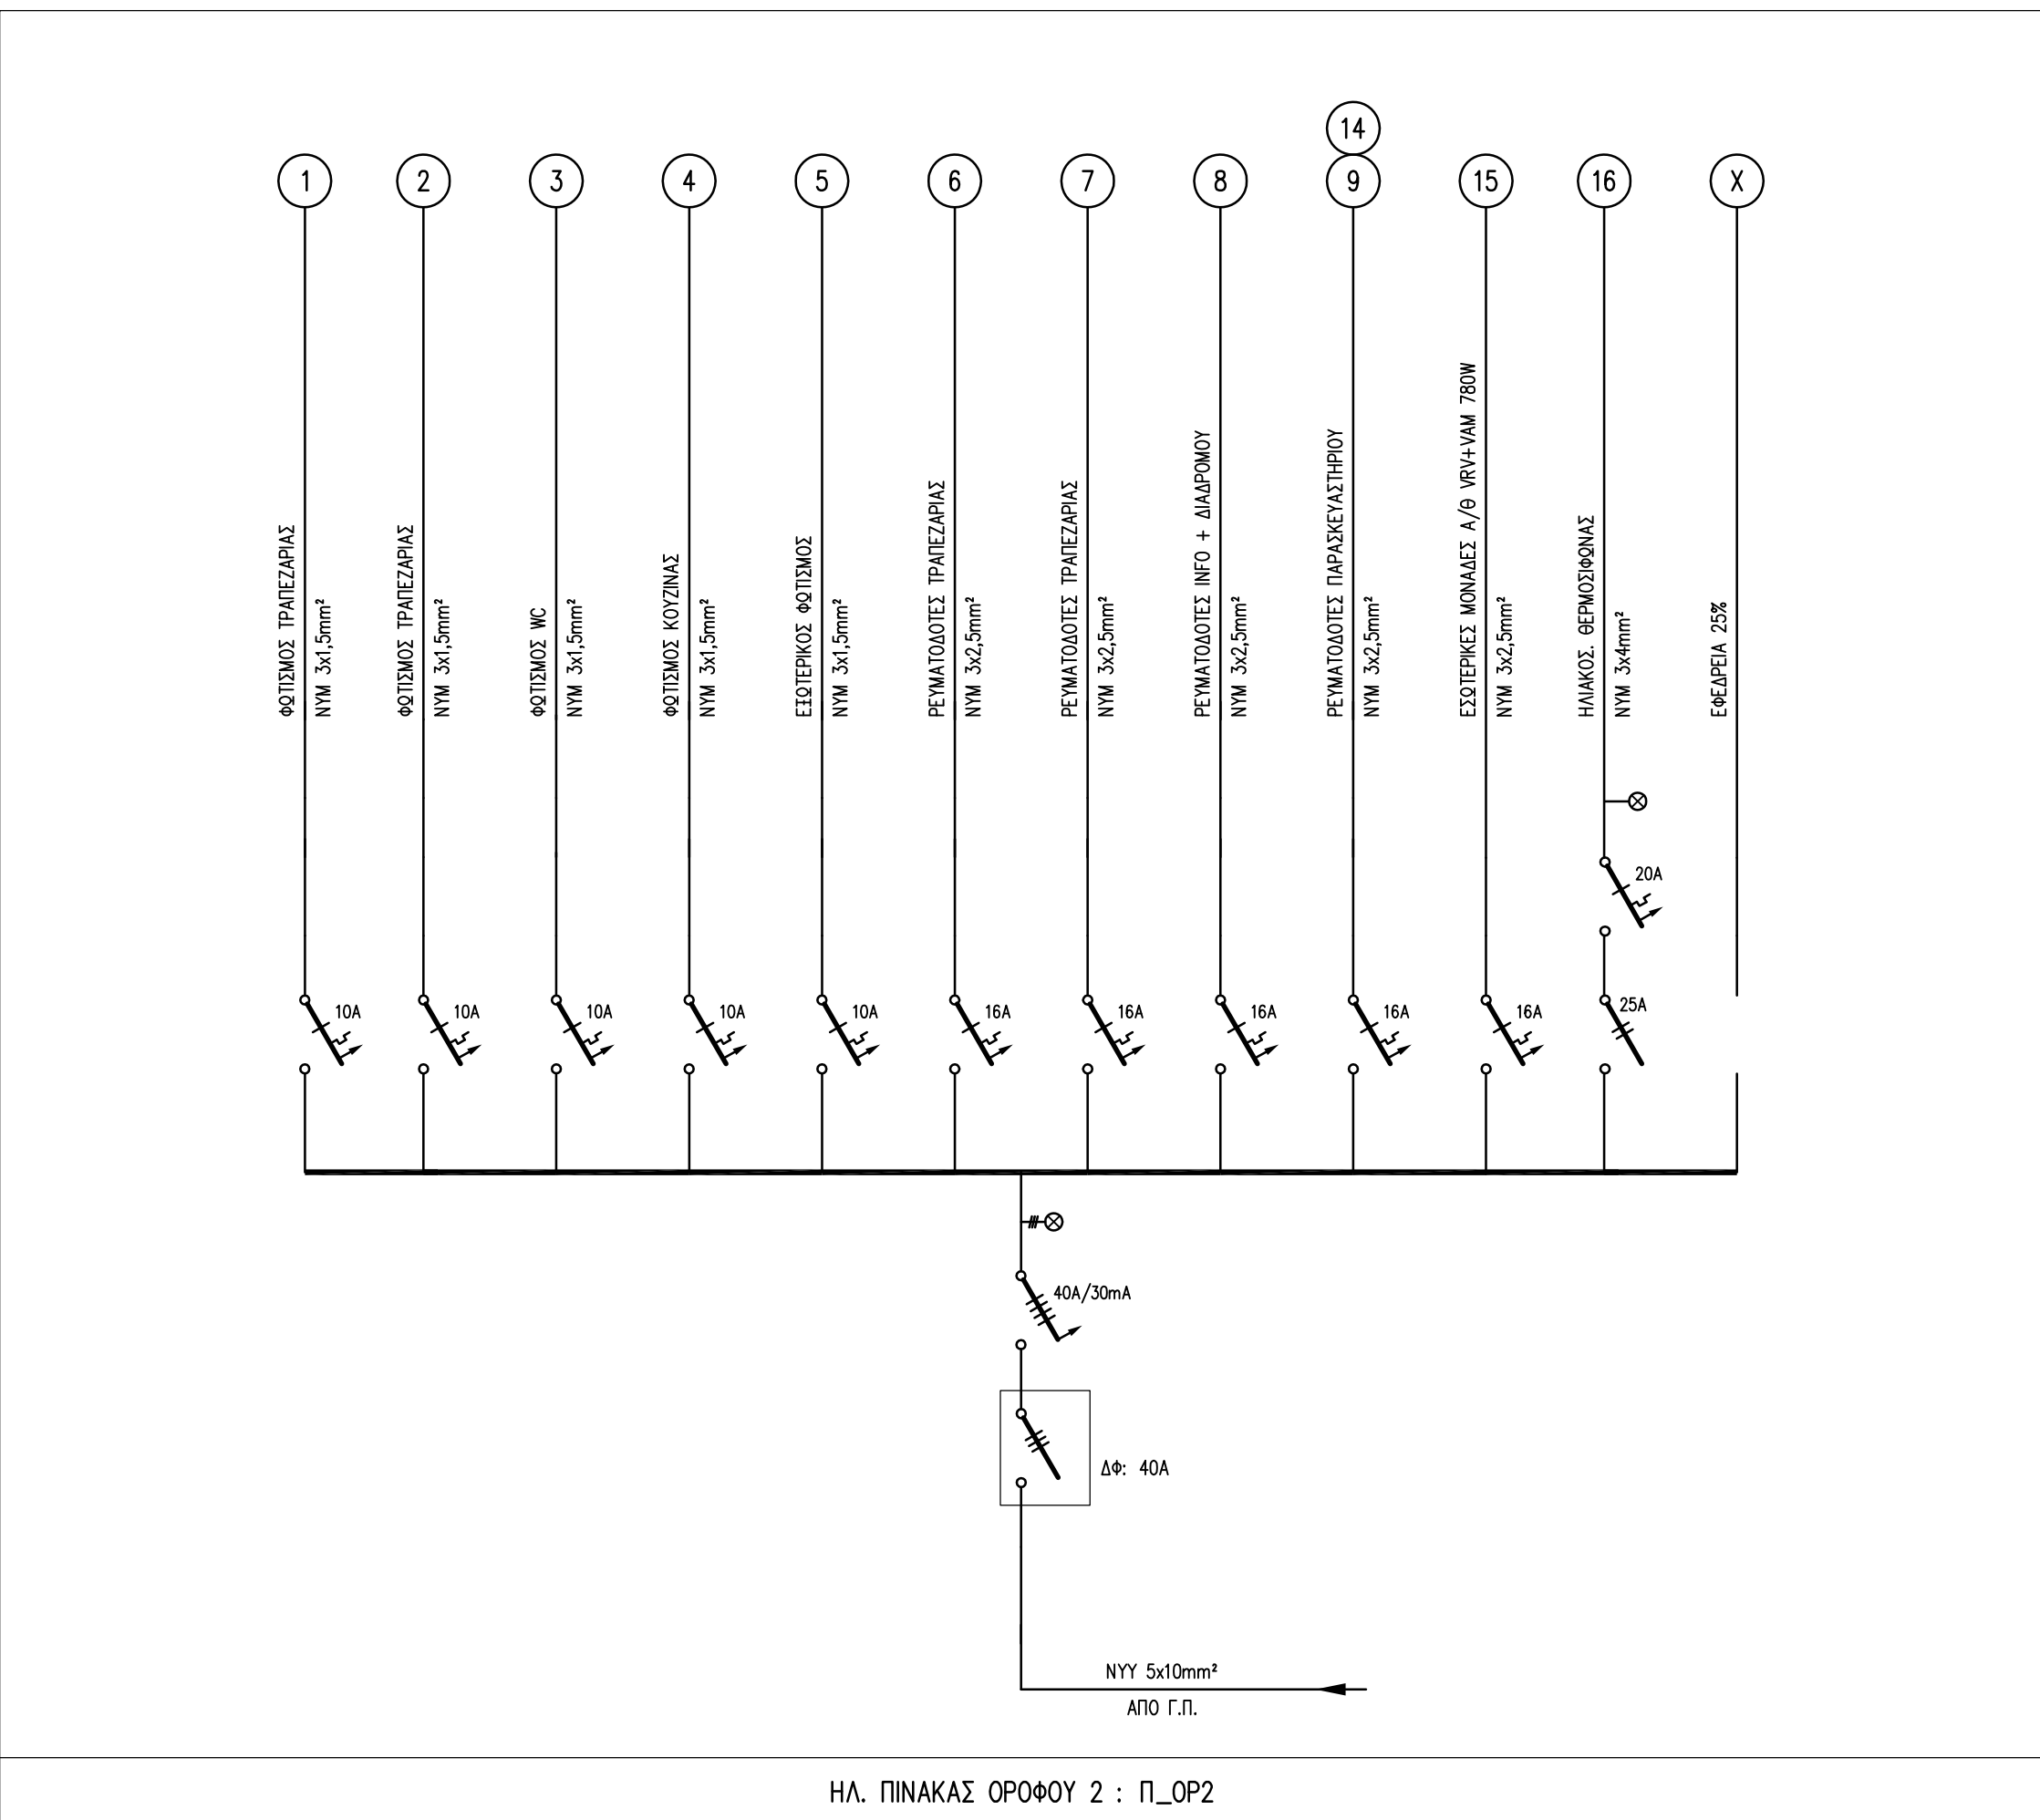 14
1
2
3
4
5
6
7
8
9
15
16
X
ΦΩΤΙΣΜΟΣ ΤΡΑΠΕΖΑΡΙΑΣ
NYM 3x1,5mm²
ΦΩΤΙΣΜΟΣ ΤΡΑΠΕΖΑΡΙΑΣ
NYM 3x1,5mm²
ΦΩΤΙΣΜΟΣ WC
NYM 3x1,5mm²
ΦΩΤΙΣΜΟΣ ΚΟΥΖΙΝΑΣ
NYM 3x1,5mm²
ΕΞΩΤΕΡΙΚΟΣ ΦΩΤΙΣΜΟΣ
NYM 3x1,5mm²
ΡΕΥΜΑΤΟΔΟΤΕΣ ΤΡΑΠΕΖΑΡΙΑΣ
NYM 3x2,5mm²
ΡΕΥΜΑΤΟΔΟΤΕΣ ΤΡΑΠΕΖΑΡΙΑΣ
NYM 3x2,5mm²
ΡΕΥΜΑΤΟΔΟΤΕΣ INFO + ΔΙΑΔΡΟΜΟΥ
NYM 3x2,5mm²
ΡΕΥΜΑΤΟΔΟΤΕΣ ΠΑΡΑΣΚΕΥΑΣΤΗΡΙΟΥ
NYM 3x2,5mm²
ΕΣΩΤΕΡΙΚΕΣ ΜΟΝΑΔΕΣ Α/Θ VRV+VAM 780W
NYM 3x2,5mm²
ΗΛΙΑΚΟΣ. ΘΕΡΜΟΣΙΦΩΝΑΣ
NYM 3x4mm²
ΕΦΕΔΡΕΙΑ 25%
20A
10A
10A
10A
10A
10A
16A
16A
16A
16A
16A
25A
40A/30mA
ΔΦ: 40A
NYY 5x10mm²
ΑΠΟ Γ.Π.
ΗΛ. ΠΙΝΑΚΑΣ ΟΡΟΦΟΥ 2 : Π_ΟΡ2